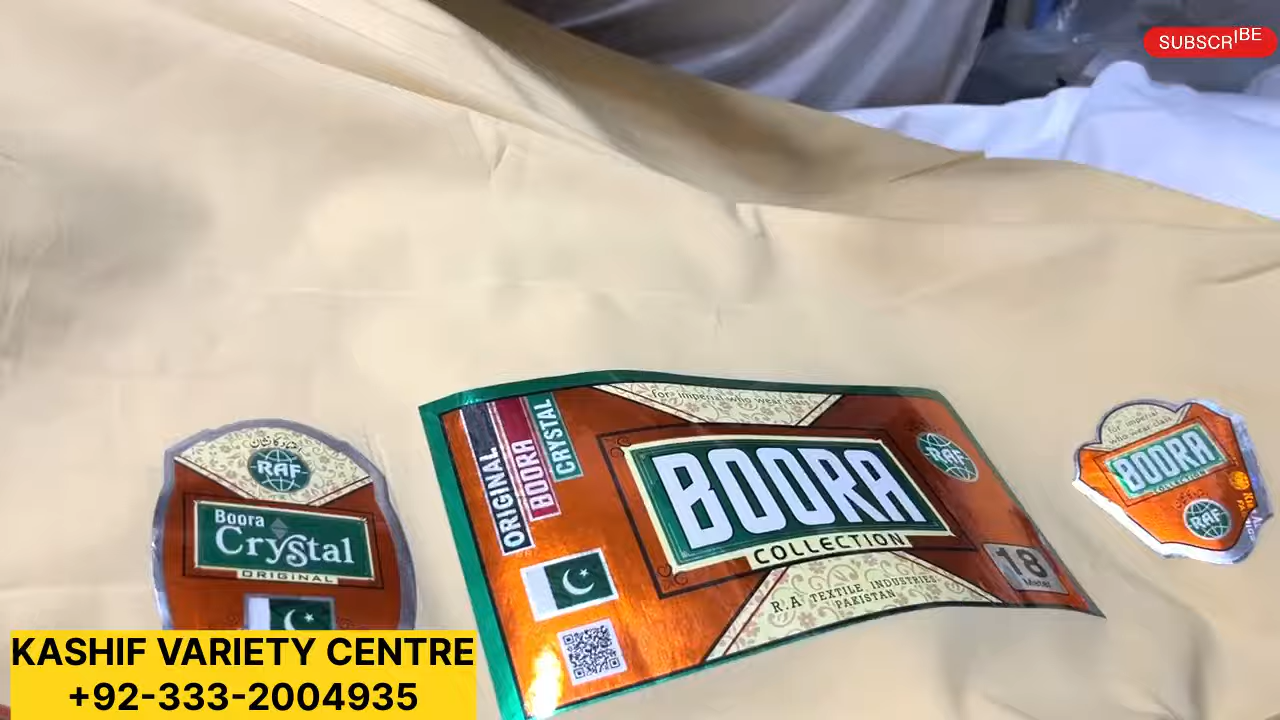 SUBSCRIBE
RAF
Boora
Crystal
ORIGINAL
ORIGINAL
BOORA
CRYSTAL
for imperial who wear class
BOORA
COLLECTION
R.A TEXTILE INDUSTRIES
PAKISTAN
RAF
18
Meter
for imperial
who wear class
BOORA
COLLECTION
RAF
KASHIF VARIETY CENTRE
+92-333-2004935